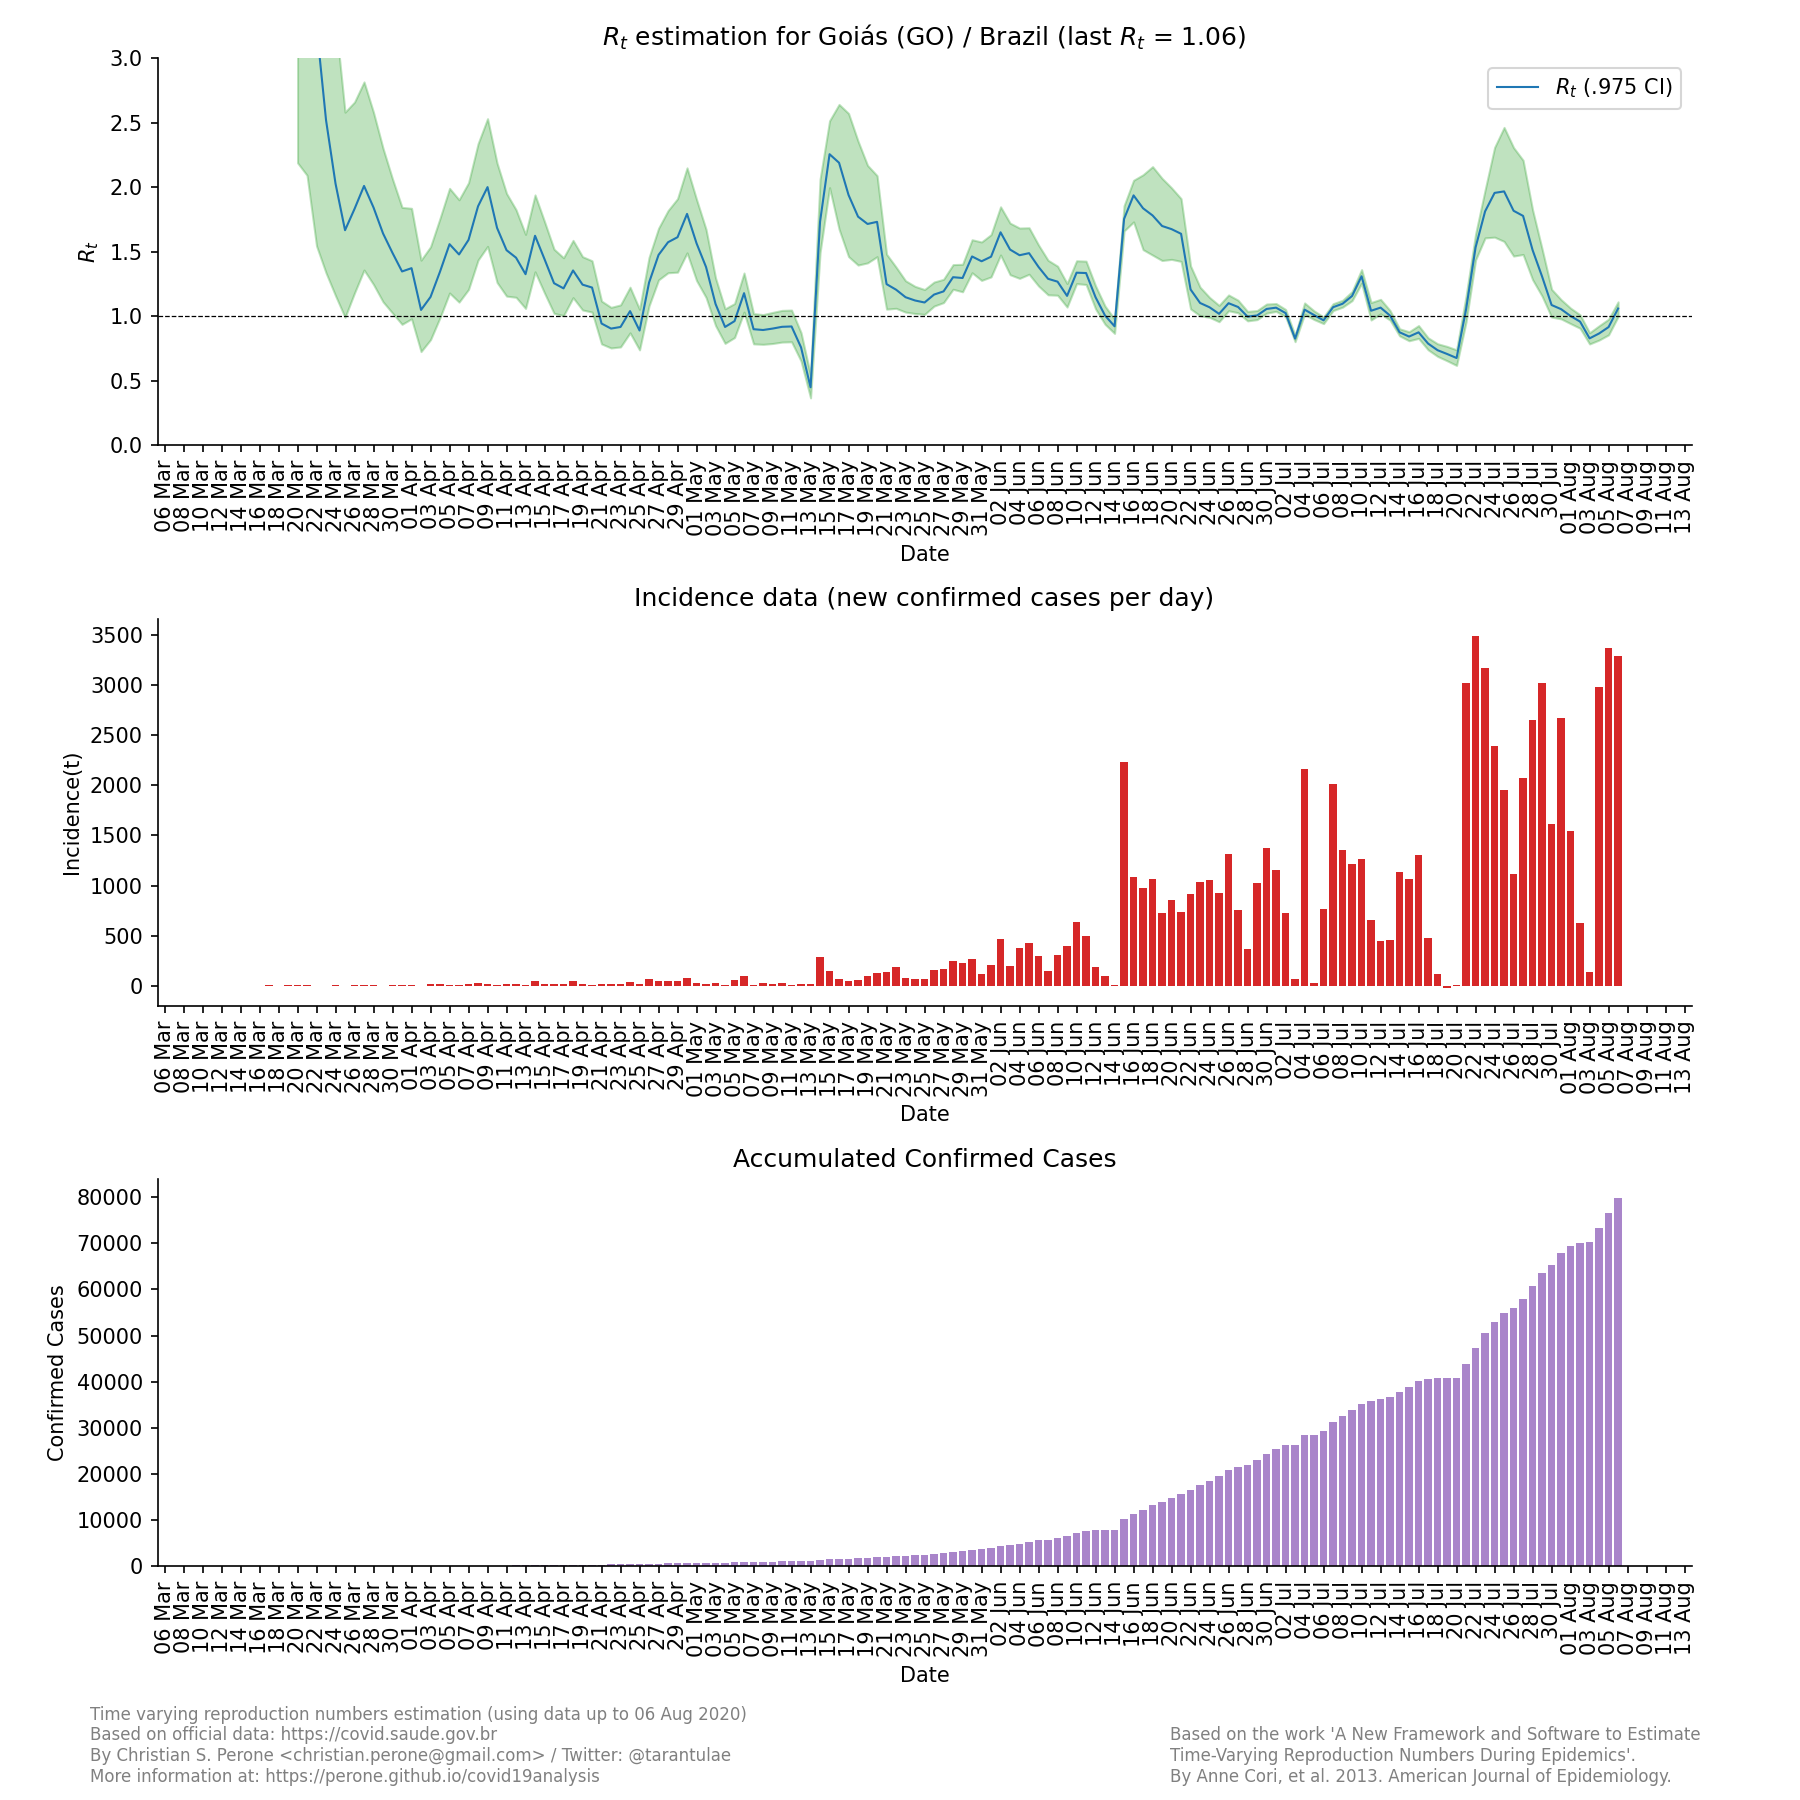 R_t estimation for Goiás (GO) / Brazil (last R_t = 1.06)
R_t (.975 CI)
R_t
3.0
2.5
2.0
1.5
1.0
0.5
0.0
06 Mar 08 Mar 10 Mar 12 Mar 14 Mar 16 Mar 18 Mar 20 Mar 22 Mar 24 Mar 26 Mar 28 Mar 30 Mar 01 Apr 03 Apr 05 Apr 07 Apr 09 Apr 11 Apr 13 Apr 15 Apr 17 Apr 19 Apr 21 Apr 23 Apr 25 Apr 27 Apr 29 Apr 01 May 03 May 05 May 07 May 09 May 11 May 13 May 15 May 17 May 19 May 21 May 23 May 25 May 27 May 29 May 31 May 02 Jun 04 Jun 06 Jun 08 Jun 10 Jun 12 Jun 14 Jun 16 Jun 18 Jun 20 Jun 22 Jun 24 Jun 26 Jun 28 Jun 30 Jun 02 Jul 04 Jul 06 Jul 08 Jul 10 Jul 12 Jul 14 Jul 16 Jul 18 Jul 20 Jul 22 Jul 24 Jul 26 Jul 28 Jul 30 Jul 01 Aug 03 Aug 05 Aug 07 Aug 09 Aug 11 Aug 13 Aug
Date
Incidence data (new confirmed cases per day)
Incidence(t)
3500
3000
2500
2000
1500
1000
500
0
06 Mar 08 Mar 10 Mar 12 Mar 14 Mar 16 Mar 18 Mar 20 Mar 22 Mar 24 Mar 26 Mar 28 Mar 30 Mar 01 Apr 03 Apr 05 Apr 07 Apr 09 Apr 11 Apr 13 Apr 15 Apr 17 Apr 19 Apr 21 Apr 23 Apr 25 Apr 27 Apr 29 Apr 01 May 03 May 05 May 07 May 09 May 11 May 13 May 15 May 17 May 19 May 21 May 23 May 25 May 27 May 29 May 31 May 02 Jun 04 Jun 06 Jun 08 Jun 10 Jun 12 Jun 14 Jun 16 Jun 18 Jun 20 Jun 22 Jun 24 Jun 26 Jun 28 Jun 30 Jun 02 Jul 04 Jul 06 Jul 08 Jul 10 Jul 12 Jul 14 Jul 16 Jul 18 Jul 20 Jul 22 Jul 24 Jul 26 Jul 28 Jul 30 Jul 01 Aug 03 Aug 05 Aug 07 Aug 09 Aug 11 Aug 13 Aug
Date
Accumulated Confirmed Cases
Confirmed Cases
80000
70000
60000
50000
40000
30000
20000
10000
0
06 Mar 08 Mar 10 Mar 12 Mar 14 Mar 16 Mar 18 Mar 20 Mar 22 Mar 24 Mar 26 Mar 28 Mar 30 Mar 01 Apr 03 Apr 05 Apr 07 Apr 09 Apr 11 Apr 13 Apr 15 Apr 17 Apr 19 Apr 21 Apr 23 Apr 25 Apr 27 Apr 29 Apr 01 May 03 May 05 May 07 May 09 May 11 May 13 May 15 May 17 May 19 May 21 May 23 May 25 May 27 May 29 May 31 May 02 Jun 04 Jun 06 Jun 08 Jun 10 Jun 12 Jun 14 Jun 16 Jun 18 Jun 20 Jun 22 Jun 24 Jun 26 Jun 28 Jun 30 Jun 02 Jul 04 Jul 06 Jul 08 Jul 10 Jul 12 Jul 14 Jul 16 Jul 18 Jul 20 Jul 22 Jul 24 Jul 26 Jul 28 Jul 30 Jul 01 Aug 03 Aug 05 Aug 07 Aug 09 Aug 11 Aug 13 Aug
Date
Time varying reproduction numbers estimation (using data up to 06 Aug 2020)
Based on official data: https://covid.saude.gov.br
By Christian S. Perone <christian.perone@gmail.com> / Twitter: @tarantulae
More information at: https://perone.github.io/covid19analysis
Based on the work 'A New Framework and Software to Estimate
Time-Varying Reproduction Numbers During Epidemics'.
By Anne Cori, et al. 2013. American Journal of Epidemiology.